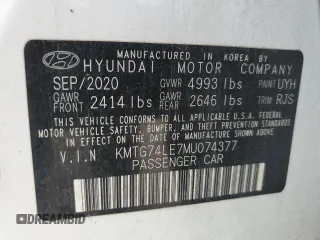 MANUFACTURED IN KOREA BY
HYUNDAI MOTOR COMPANY
SEP/2020 GVWR 4993 lbs PAINT UYH
GAWR FRONT 2414 lbs GAWR REAR 2646 lbs TRIM RJS
THIS VEHICLE CONFORMS TO ALL APPLICABLE
FEDERAL MOTOR VEHICLE SAFETY, BUMPER, AND
THEFT PREVENTION STANDARDS IN EFFECT ON
THE DATE OF MANUFACTURE SHOWN ABOVE.
V.I.N KMTG74LE7MU074377
PASSENGER CAR
DREAMBID